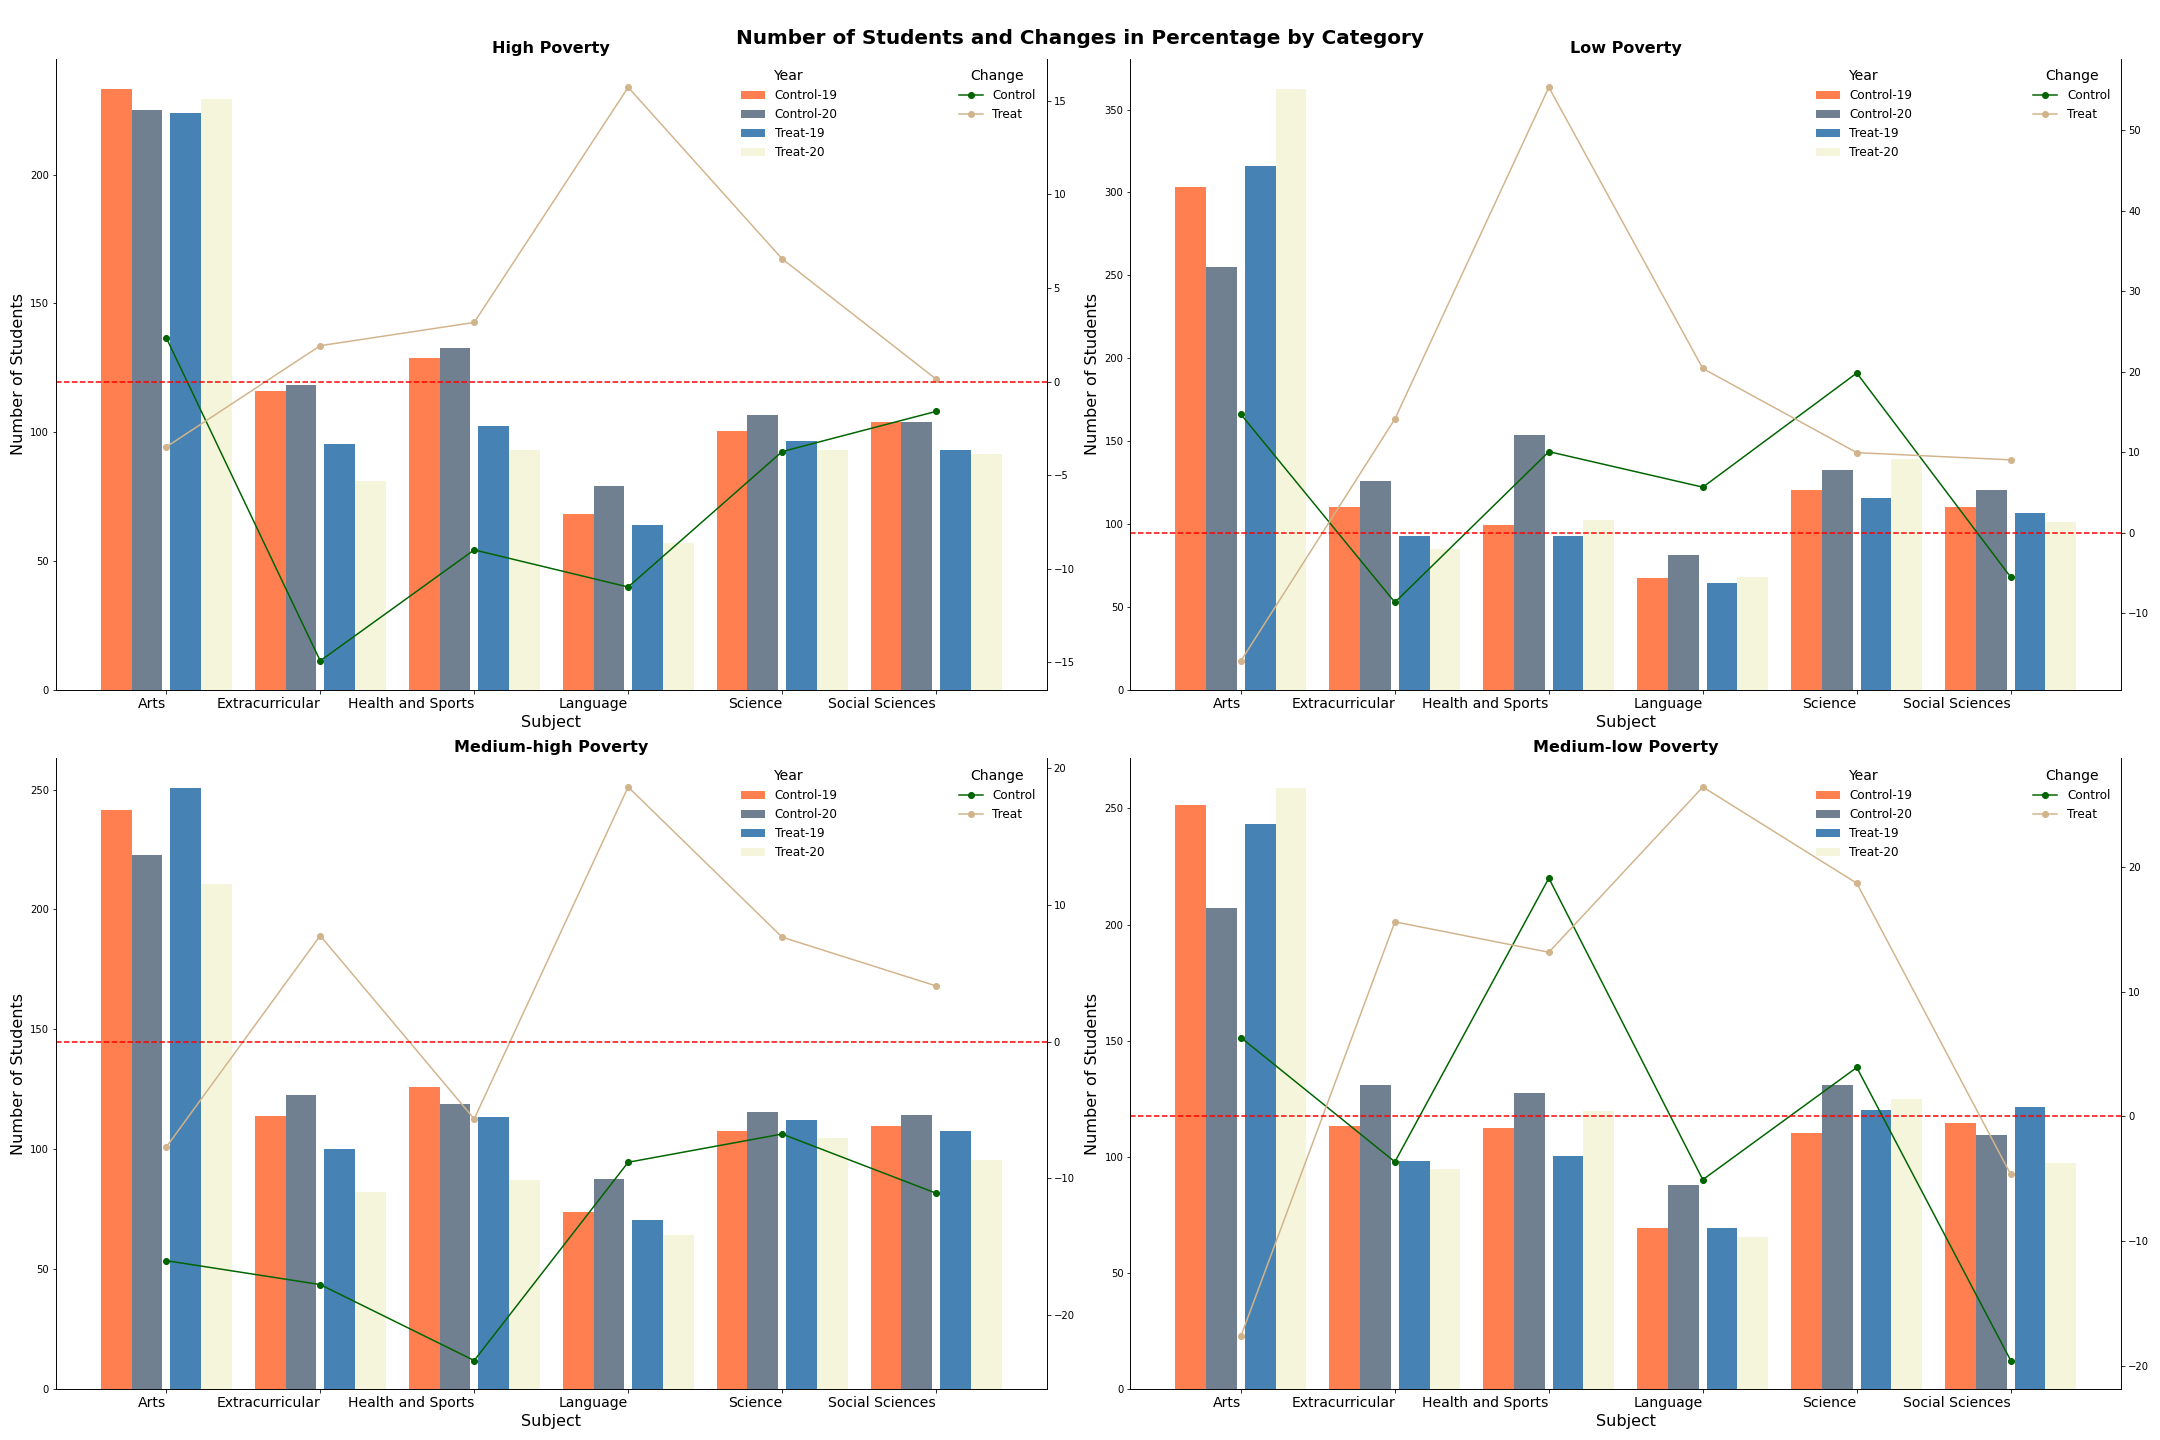 Number of Students and Changes in Percentage by Category
High Poverty
Year
Control-19
Control-20
Treat-19
Treat-20
Change
Control
Treat
Number of Students
200
150
100
50
0
15
10
5
0
−5
−10
−15
Arts
Extracurricular
Health and Sports
Language
Science
Social Sciences
Subject
Low Poverty
Year
Control-19
Control-20
Treat-19
Treat-20
Change
Control
Treat
Number of Students
350
300
250
200
150
100
50
0
50
40
30
20
10
0
−10
Arts
Extracurricular
Health and Sports
Language
Science
Social Sciences
Subject
Medium-high Poverty
Year
Control-19
Control-20
Treat-19
Treat-20
Change
Control
Treat
Number of Students
250
200
150
100
50
0
20
10
0
−10
−20
Arts
Extracurricular
Health and Sports
Language
Science
Social Sciences
Subject
Medium-low Poverty
Year
Control-19
Control-20
Treat-19
Treat-20
Change
Control
Treat
Number of Students
250
200
150
100
50
0
20
10
0
−10
−20
Arts
Extracurricular
Health and Sports
Language
Science
Social Sciences
Subject